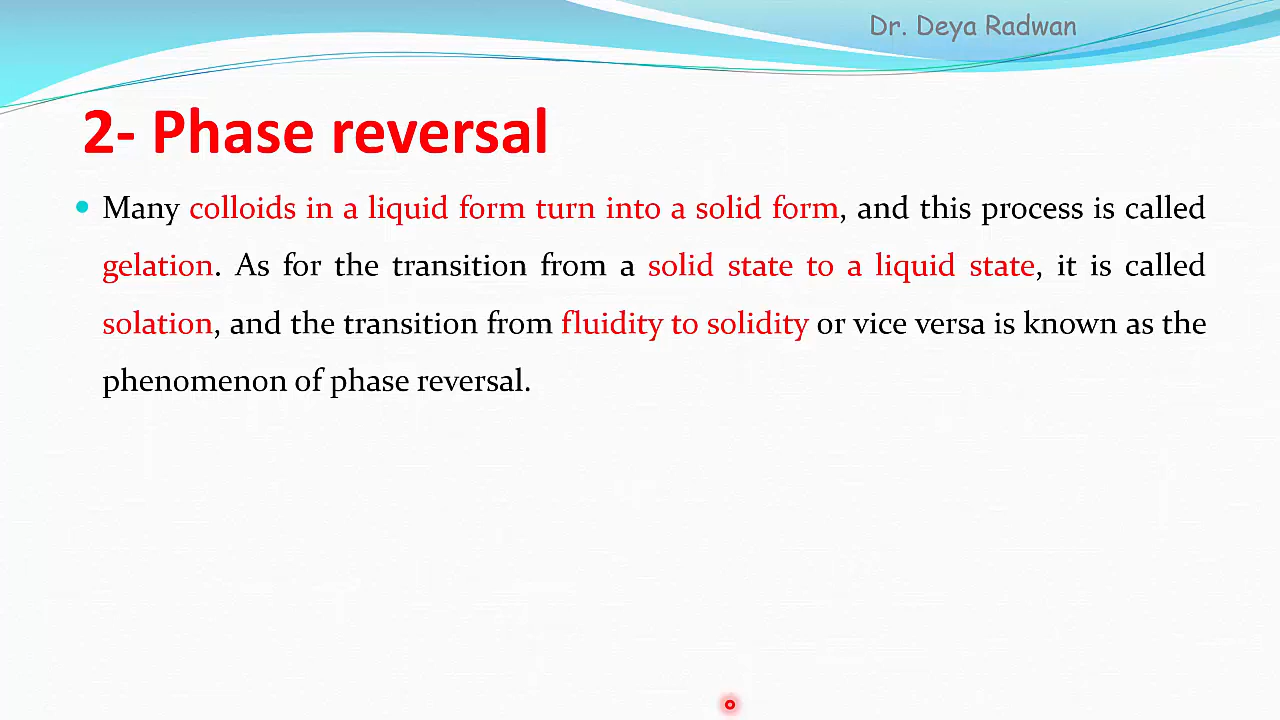 Dr. Deya Radwan
2- Phase reversal
• Many colloids in a liquid form turn into a solid form, and this process is called
gelation. As for the transition from a solid state to a liquid state, it is called
solation, and the transition from fluidity to solidity or vice versa is known as the
phenomenon of phase reversal.